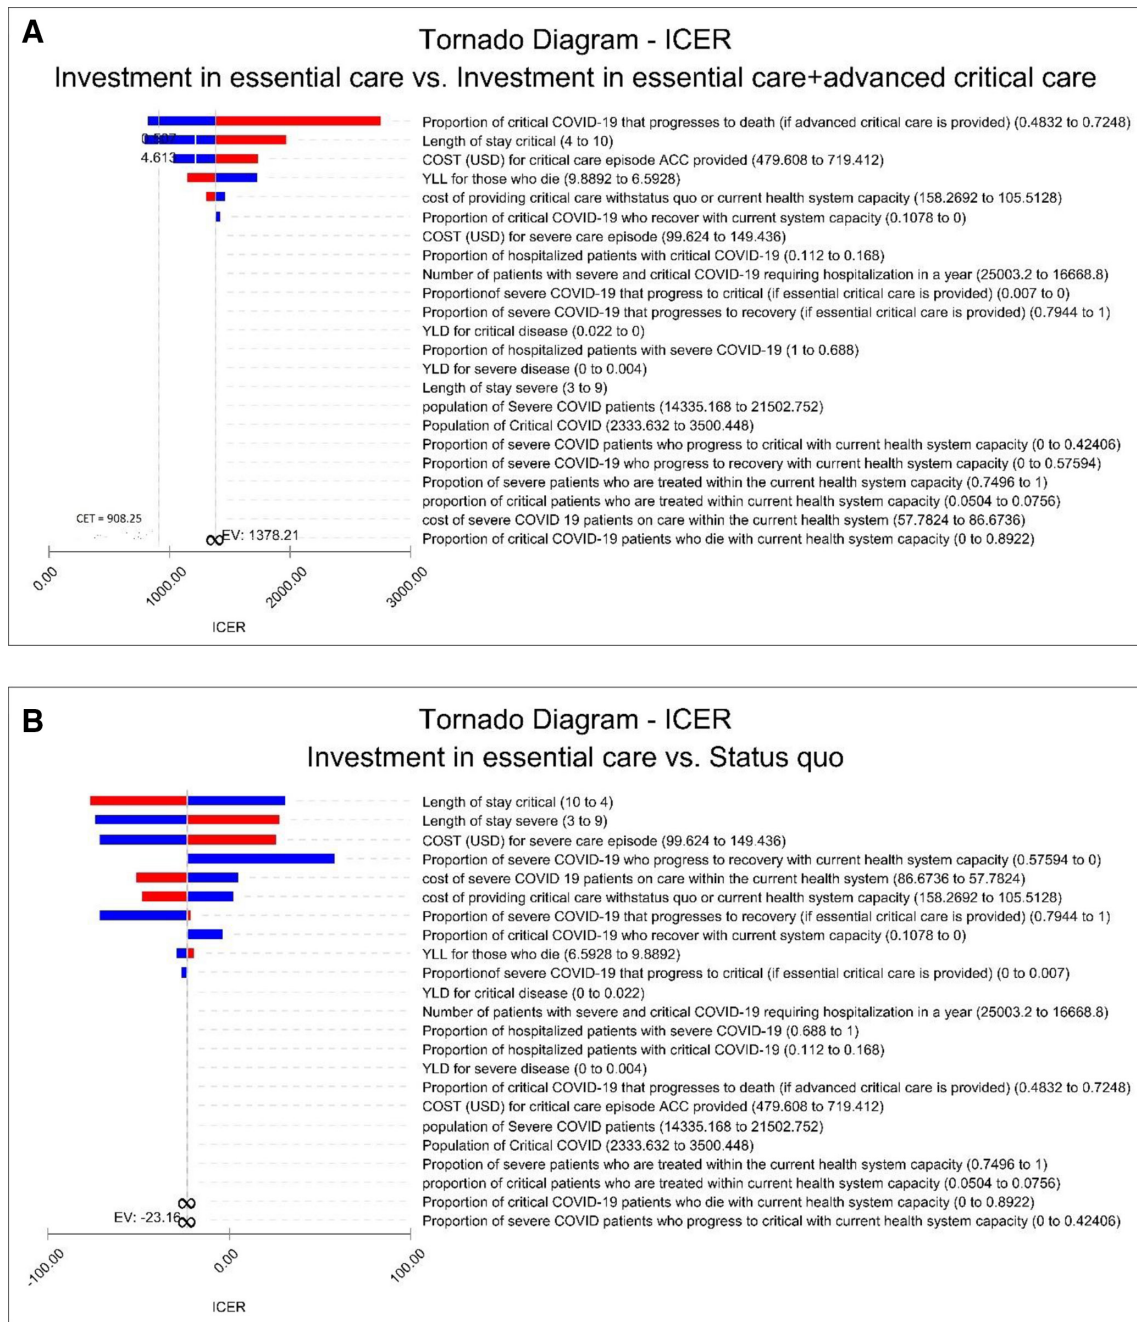 A
Tornado Diagram - ICER
Investment in essential care vs. Investment in essential care+advanced critical care
Proportion of critical COVID-19 that progresses to death (if advanced critical care is provided) (0.4832 to 0.7248)
Length of stay critical (4 to 10)
4.613
COST (USD) for critical care episode ACC provided (479.608 to 719.412)
YLL for those who die (9.8892 to 6.5928)
cost of providing critical care withstatus quo or current health system capacity (158.2692 to 105.5128)
Proportion of critical COVID-19 who recover with current system capacity (0.1078 to 0)
COST (USD) for severe care episode (99.624 to 149.436)
Proportion of hospitalized patients with critical COVID-19 (0.112 to 0.168)
Number of patients with severe and critical COVID-19 requiring hospitalization in a year (25003.2 to 16668.8)
Proportionof severe COVID-19 that progress to critical (if essential critical care is provided) (0.007 to 0)
Proportion of severe COVID-19 that progresses to recovery (if essential critical care is provided) (0.7944 to 1)
YLD for critical disease (0.022 to 0)
Proportion of hospitalized patients with severe COVID-19 (1 to 0.688)
YLD for severe disease (0 to 0.004)
Length of stay severe (3 to 9)
population of Severe COVID patients (14335.168 to 21502.752)
Population of Critical COVID (2333.632 to 3500.448)
Proportion of severe COVID patients who progress to critical with current health system capacity (0 to 0.42406)
Proportion of severe COVID-19 who progress to recovery with current health system capacity (0 to 0.57594)
Propotion of severe patients who are treated within the current health system capacity (0.7496 to 1)
proportion of critical patients who are treated within current health system capacity (0.0504 to 0.0756)
CET = 908.25
cost of severe COVID 19 patients on care within the current health system (57.7824 to 86.6736)
∞ EV: 1378.21
Proportion of critical COVID-19 patients who die with current health system capacity (0 to 0.8922)
0.00 1000.00 2000.00 3000.00
ICER
B
Tornado Diagram - ICER
Investment in essential care vs. Status quo
Length of stay critical (10 to 4)
Length of stay severe (3 to 9)
COST (USD) for severe care episode (99.624 to 149.436)
Proportion of severe COVID-19 who progress to recovery with current health system capacity (0.57594 to 0)
cost of severe COVID 19 patients on care within the current health system (86.6736 to 57.7824)
cost of providing critical care withstatus quo or current health system capacity (158.2692 to 105.5128)
Proportion of severe COVID-19 that progresses to recovery (if essential critical care is provided) (0.7944 to 1)
Proportion of critical COVID-19 who recover with current system capacity (0.1078 to 0)
YLL for those who die (6.5928 to 9.8892)
Proportionof severe COVID-19 that progress to critical (if essential critical care is provided) (0 to 0.007)
YLD for critical disease (0 to 0.022)
Number of patients with severe and critical COVID-19 requiring hospitalization in a year (25003.2 to 16668.8)
Proportion of hospitalized patients with severe COVID-19 (0.688 to 1)
Proportion of hospitalized patients with critical COVID-19 (0.112 to 0.168)
YLD for severe disease (0 to 0.004)
Proportion of critical COVID-19 that progresses to death (if advanced critical care is provided) (0.4832 to 0.7248)
COST (USD) for critical care episode ACC provided (479.608 to 719.412)
population of Severe COVID patients (14335.168 to 21502.752)
Population of Critical COVID (2333.632 to 3500.448)
Propotion of severe patients who are treated within the current health system capacity (0.7496 to 1)
proportion of critical patients who are treated within current health system capacity (0.0504 to 0.0756)
∞ Proportion of critical COVID-19 patients who die with current health system capacity (0 to 0.8922)
EV: -23.16 ∞
Proportion of severe COVID patients who progress to critical with current health system capacity (0 to 0.42406)
-100.00 0.00 100.00
ICER